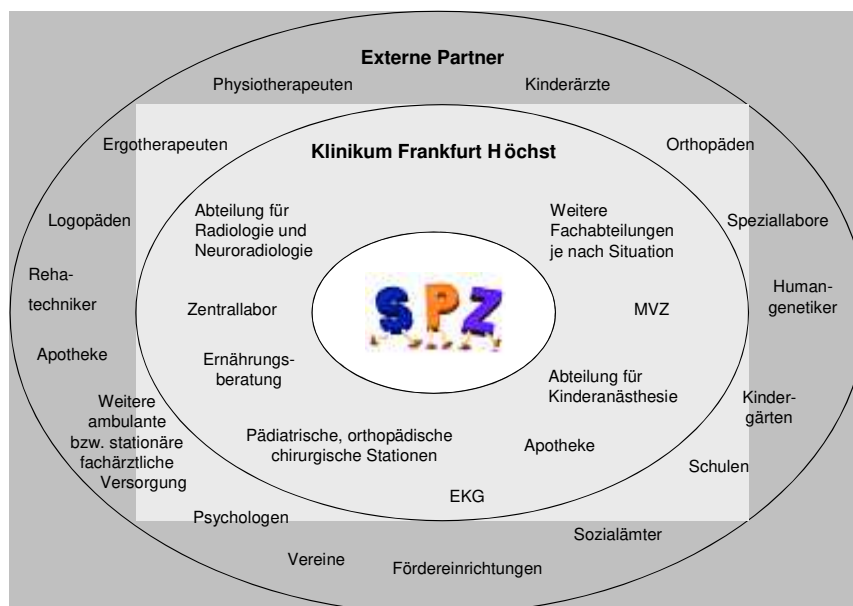 Externe Partner
Physiotherapeuten
Kinderärzte
Ergotherapeuten
Orthopäden
Klinikum Frankfurt Höchst
Logopäden
Abteilung für
Radiologie und
Neuroradiologie
Weitere
Fachabteilungen
je nach Situation
Speziallabore
Reha-
techniker
Zentrallabor
SPZ
MVZ
Human-
genetiker
Apotheke
Ernährungs-
beratung
Abteilung für
Kinderanästhesie
Kinder-
gärten
Weitere
ambulante
bzw. stationäre
fachärztliche
Versorgung
Pädiatrische, orthopädische
chirurgische Stationen
Apotheke
Schulen
EKG
Psychologen
Sozialämter
Vereine
Fördereinrichtungen